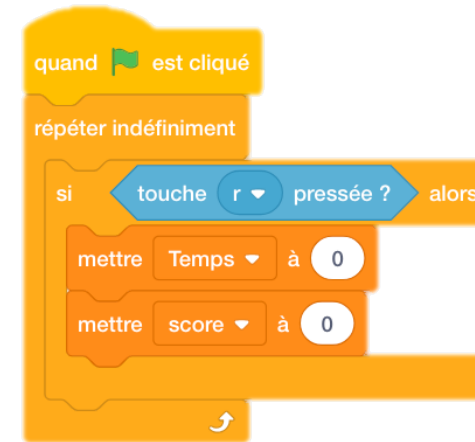 quand est cliqué
répéter indéfiniment
si touche r pressée ? alors
mettre Temps à 0
mettre score à 0